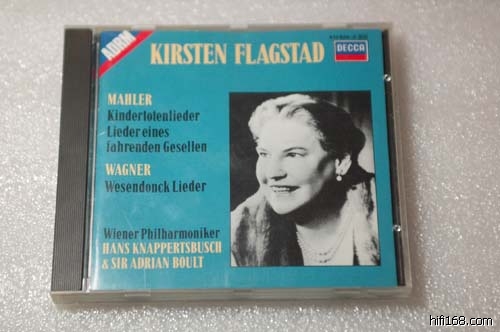 ADRM
KIRSTEN FLAGSTAD
DECCA
MAHLER
Kindertotenlieder
Lieder eines
fahrenden Gesellen
WAGNER
Wesendonck Lieder
Wiener Philharmoniker
HANS KNAPPERTSBUSCH
& SIR ADRIAN BOULT
hifi168.com